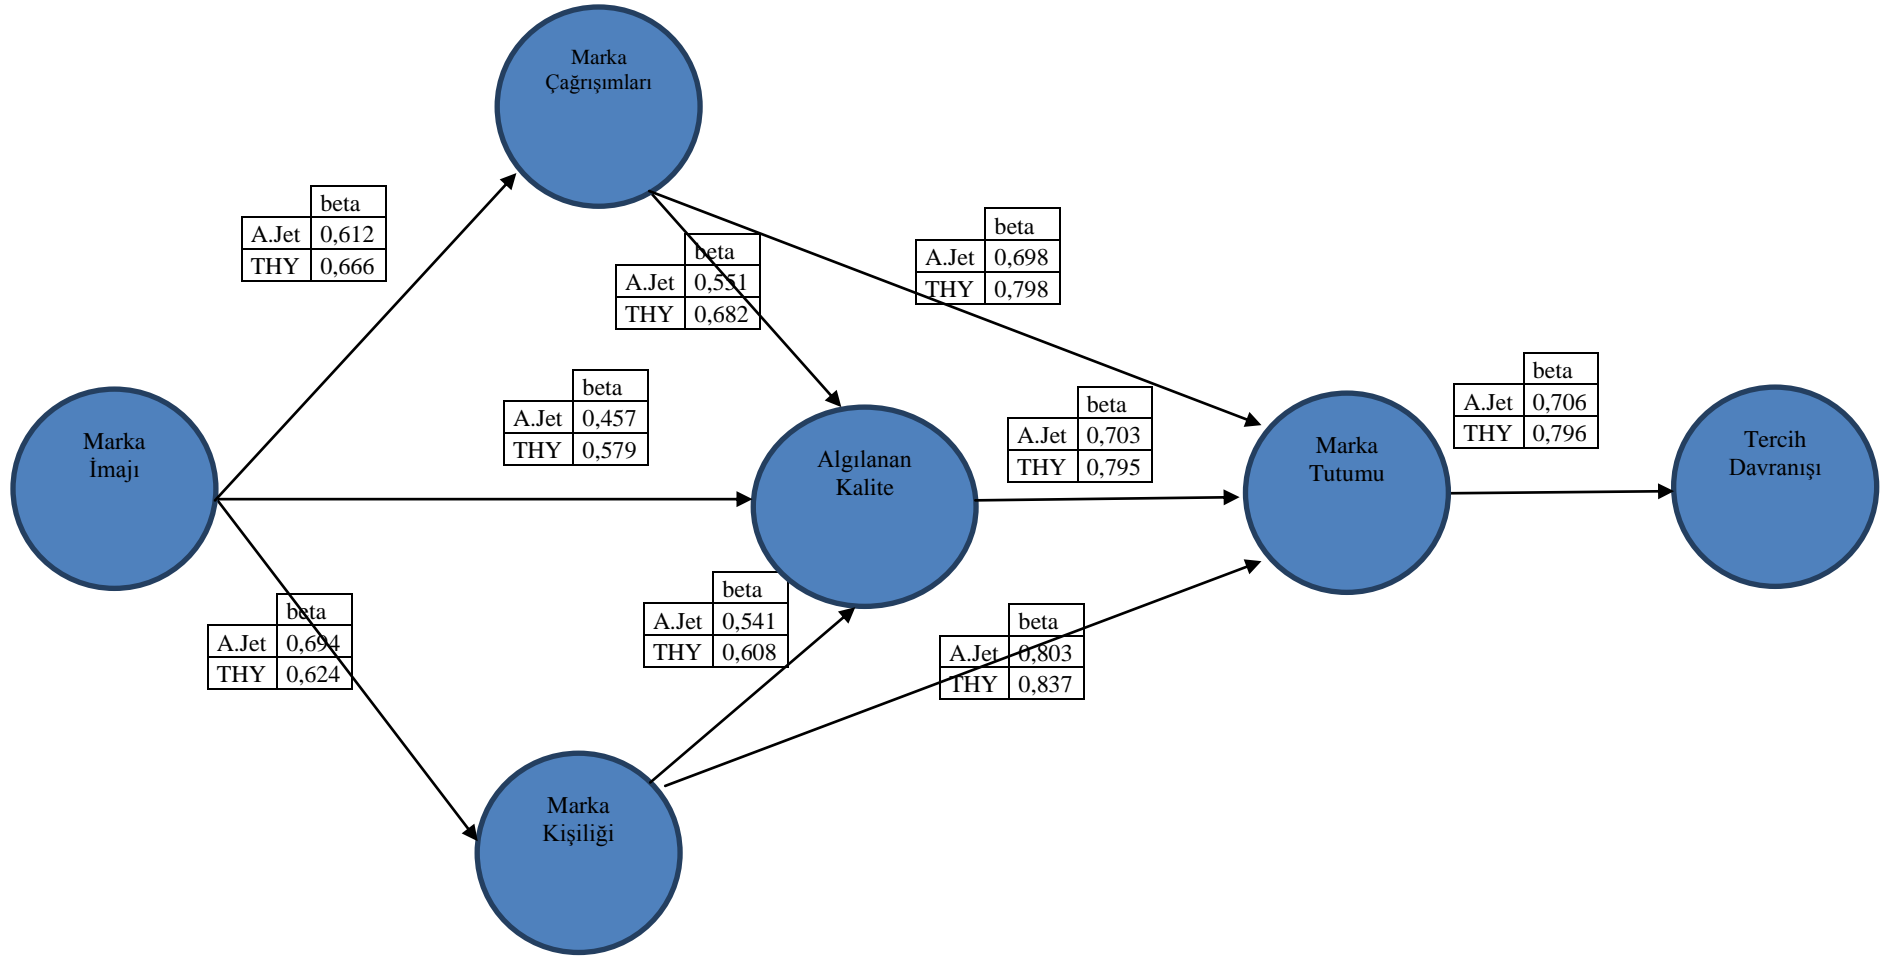 Marka
Çağrışımları
beta
A.Jet 0,612
THY 0,666
beta
A.Jet 0,551
THY 0,682
beta
A.Jet 0,698
THY 0,798
beta
A.Jet 0,457
THY 0,579
beta
A.Jet 0,703
THY 0,795
beta
A.Jet 0,706
THY 0,796
Marka
İmajı
Algılanan
Kalite
Marka
Tutumu
Tercih
Davranışı
beta
A.Jet 0,694
THY 0,624
beta
A.Jet 0,541
THY 0,608
beta
A.Jet 0,803
THY 0,837
Marka
Kişiliği